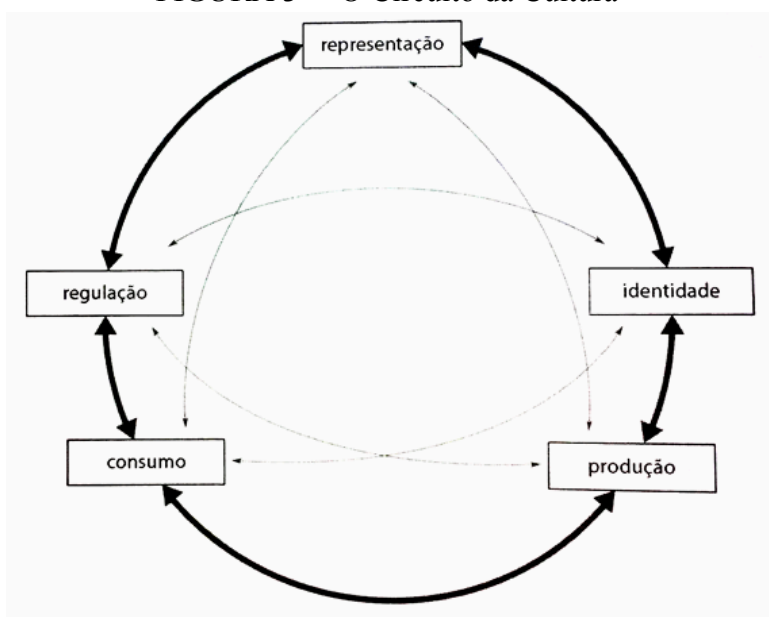 representação
regulação
identidade
consumo
produção